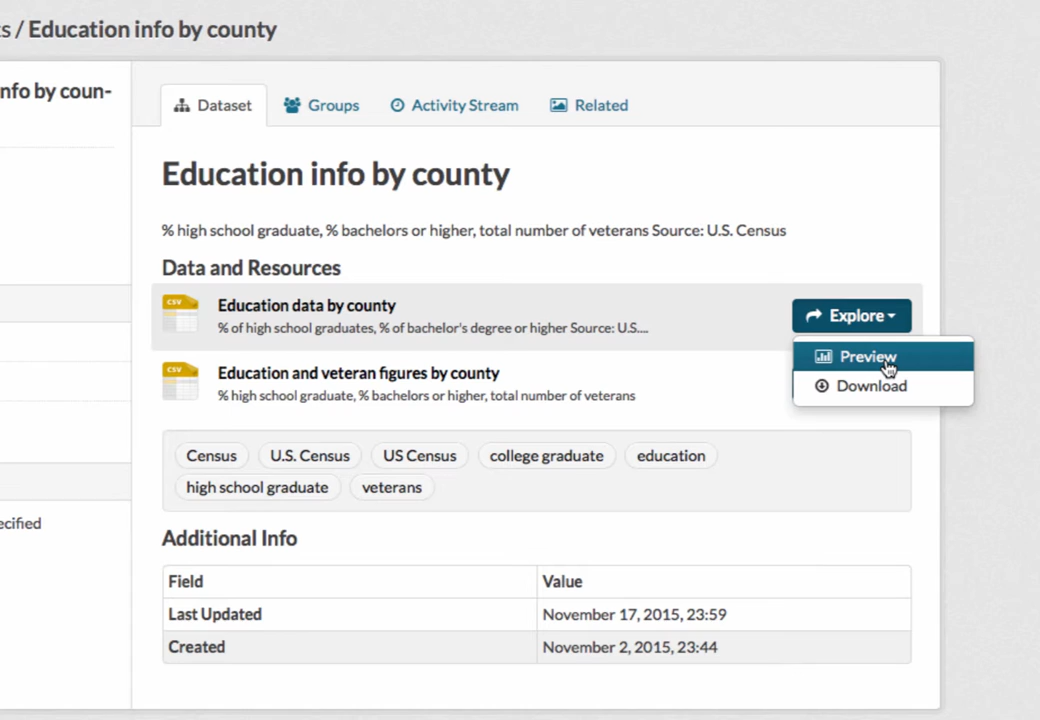 s / Education info by county
nfo by coun-
Dataset
Groups
Activity Stream
Related
Education info by county
% high school graduate, % bachelors or higher, total number of veterans Source: U.S. Census
Data and Resources
CSV
Education data by county
% of high school graduates, % of bachelor's degree or higher Source: U.S....
Explore
Preview
Download
CSV
Education and veteran figures by county
% high school graduate, % bachelors or higher, total number of veterans
Census
U.S. Census
US Census
college graduate
education
high school graduate
veterans
ecified
Additional Info
Field
Value
Last Updated
November 17, 2015, 23:59
Created
November 2, 2015, 23:44